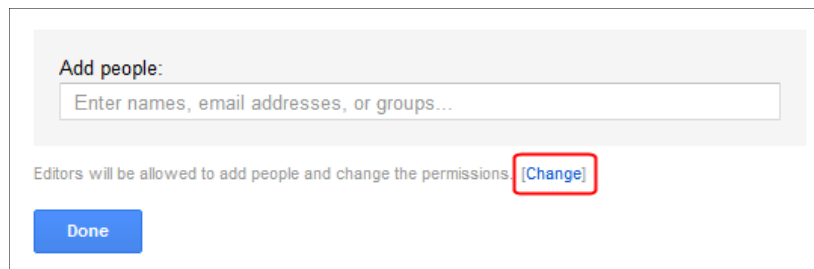 Add people:
Enter names, email addresses, or groups...
Editors will be allowed to add people and change the permissions. [Change]
Done